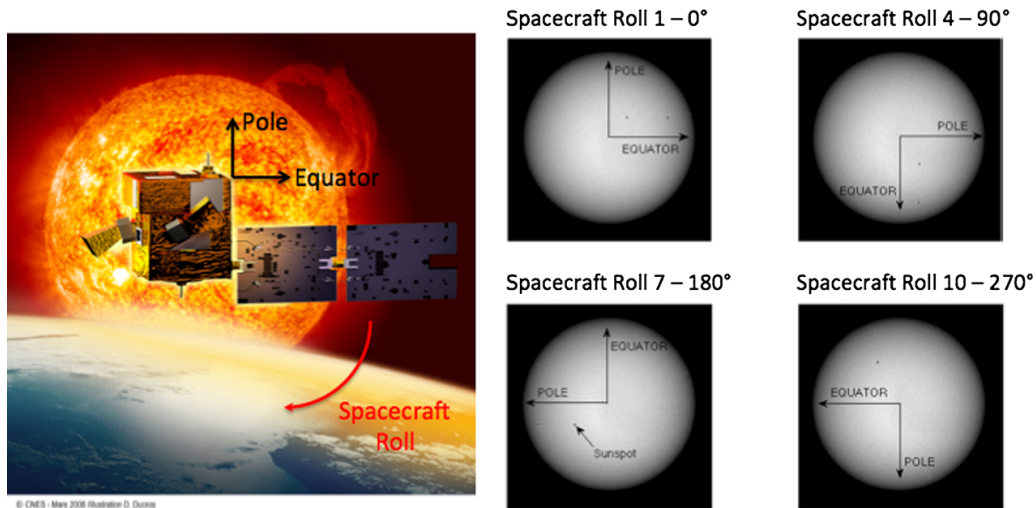 Pole
Equator
Spacecraft
Roll
© CNES - Mars 2008 Illustration D. Ducros
Spacecraft Roll 1 – 0°
POLE
EQUATOR
Spacecraft Roll 4 – 90°
POLE
EQUATOR
Spacecraft Roll 7 – 180°
EQUATOR
POLE
Sunspot
Spacecraft Roll 10 – 270°
EQUATOR
POLE